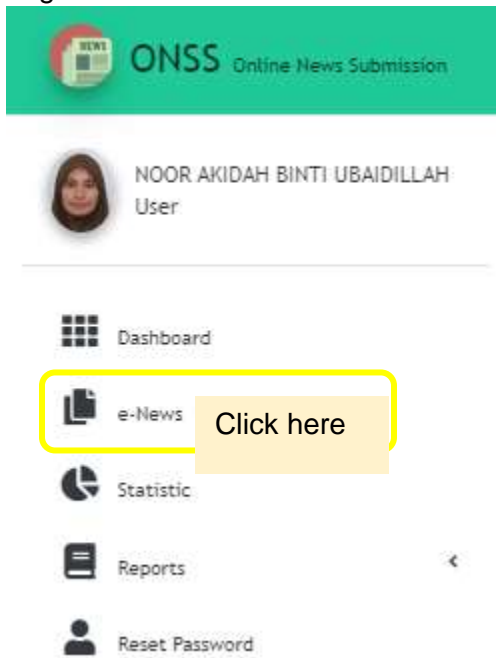 NEWS
ONSS Online News Submission
NOOR AKIDAH BINTI UBAIDILLAH
User
Dashboard
e-News
Click here
Statistic
Reports
Reset Password